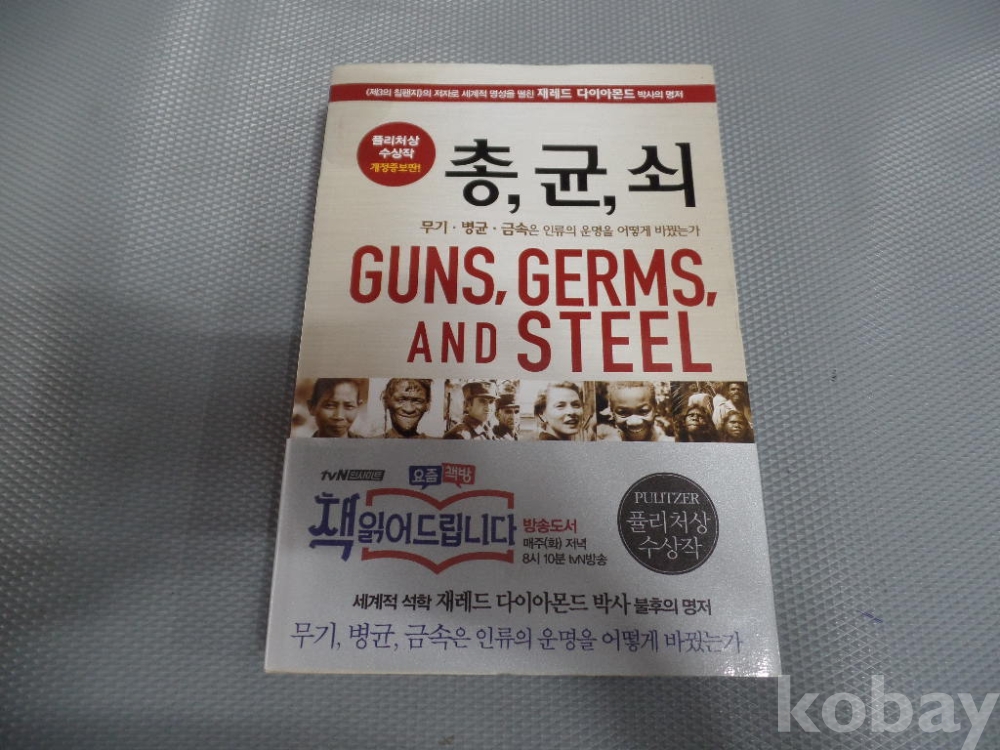 《제3의 침팬지》의 저자로 세계적 명성을 떨친 재레드 다이아몬드 박사의 명저
퓰리처상
수상작
개정증보판!
총, 균, 쇠
무기·병균·금속은 인류의 운명을 어떻게 바꿨는가
GUNS, GERMS,
AND STEEL
tvN 인사이트
요즘 책방
책 읽어드립니다
방송도서
매주(화) 저녁
8시 10분 tvN방송
PULITZER
퓰리처상
수상작
세계적 석학 재레드 다이아몬드 박사 불후의 명저
무기, 병균, 금속은 인류의 운명을 어떻게 바꿨는가
kobay